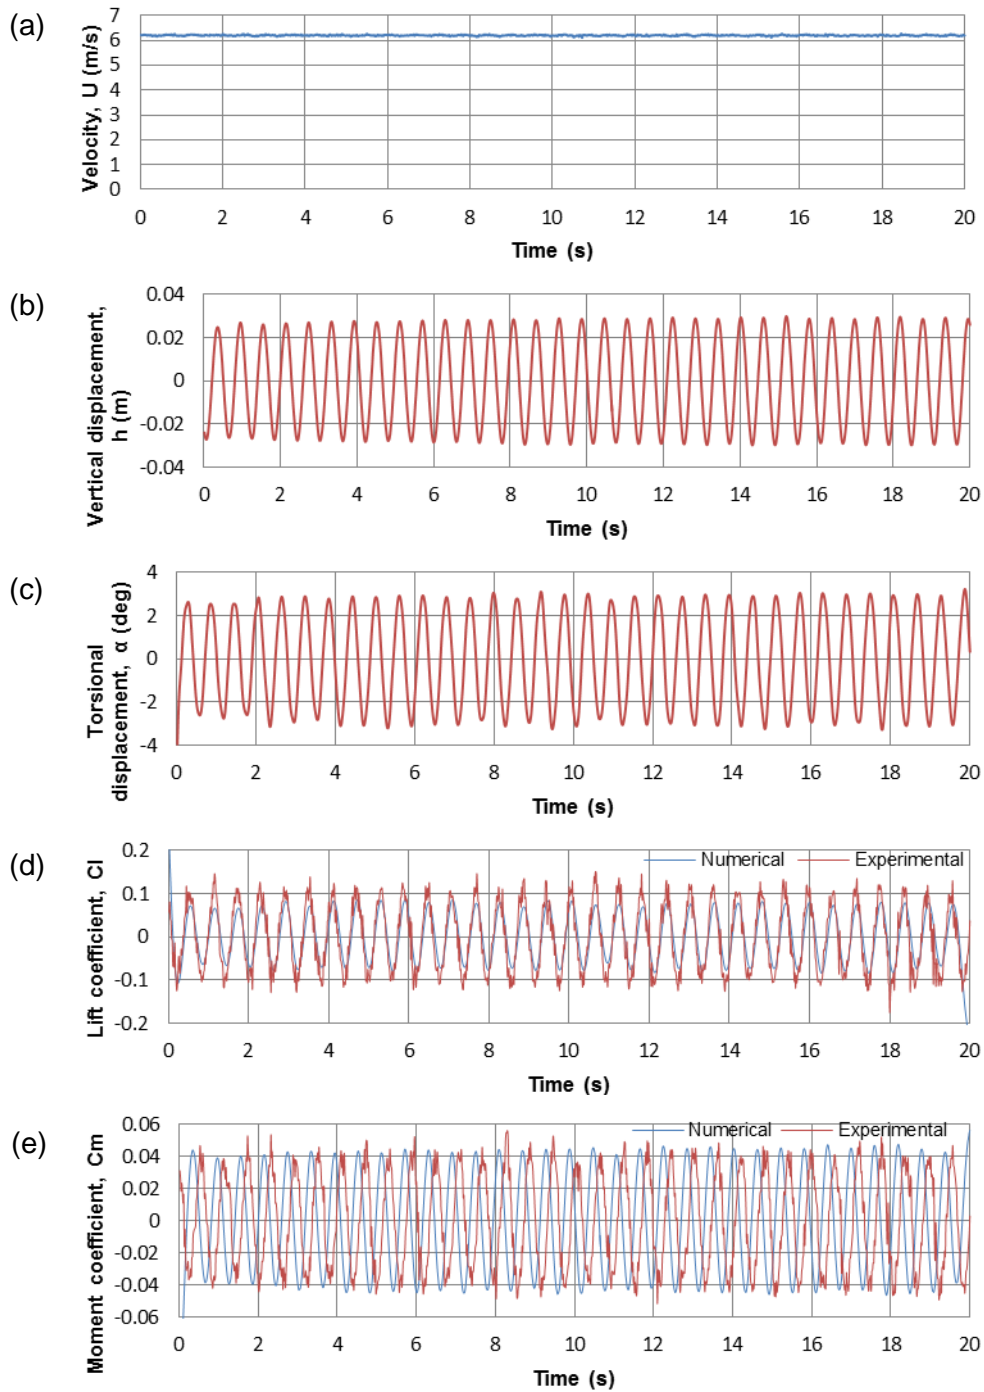 (a)
Velocity, U (m/s)
7
6
5
4
3
2
1
0
0 2 4 6 8 10 12 14 16 18 20
Time (s)
(b)
Vertical displacement,
h (m)
0.04
0.02
0
-0.02
-0.04
0 2 4 6 8 10 12 14 16 18 20
Time (s)
(c)
Torsional
displacement, α (deg)
4
2
0
-2
-4
0 2 4 6 8 10 12 14 16 18 20
Time (s)
(d)
Lift coefficient, Cl
0.2
0.1
0
-0.1
-0.2
Numerical Experimental
0 2 4 6 8 10 12 14 16 18 20
Time (s)
(e)
Moment coefficient, Cm
0.06
0.04
0.02
0
-0.02
-0.04
-0.06
Numerical Experimental
0 2 4 6 8 10 12 14 16 18 20
Time (s)